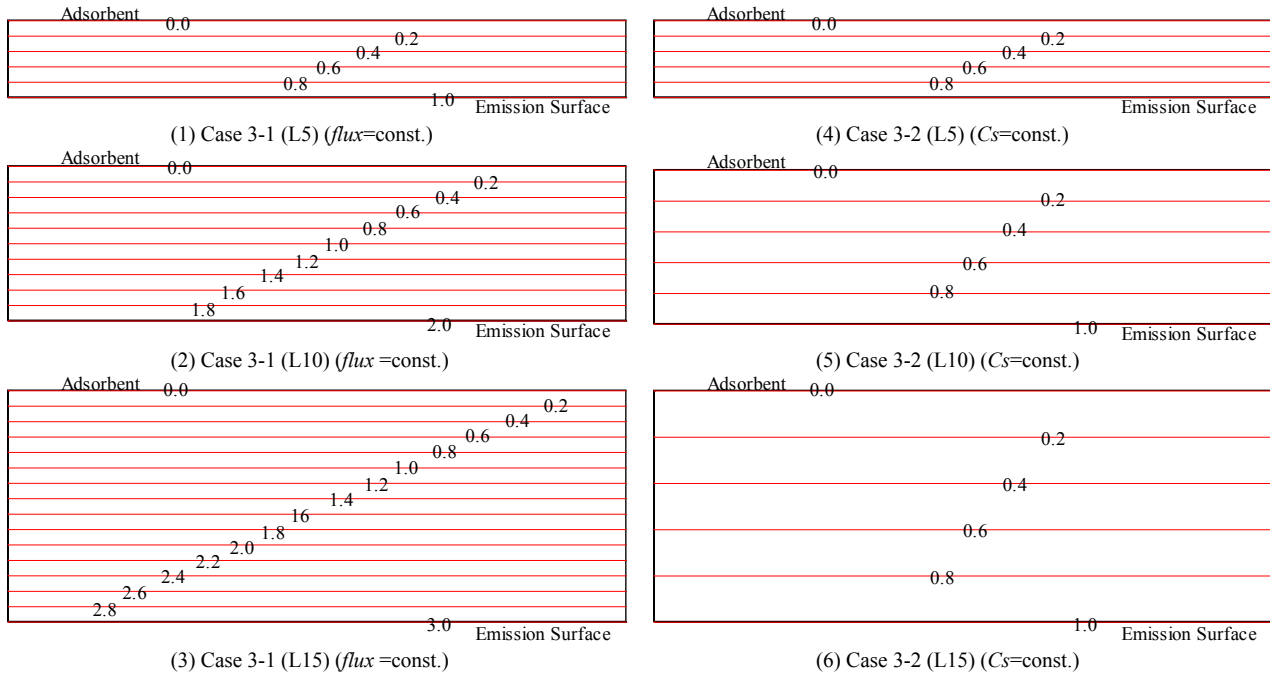 Adsorbent 0.0
0.2
0.4
0.6
0.8
1.0
Emission Surface
(1) Case 3-1 (L5) (flux=const.)
Adsorbent 0.0
0.2
0.4
0.6
0.8
1.0
1.2
1.4
1.6
1.8
2.0
Emission Surface
(2) Case 3-1 (L10) (flux =const.)
Adsorbent 0.0
0.2
0.4
0.6
0.8
1.0
1.2
1.4
16
1.8
2.0
2.2
2.4
2.6
2.8
3.0
Emission Surface
(3) Case 3-1 (L15) (flux =const.)
Adsorbent 0.0
0.2
0.4
0.6
0.8
Emission Surface
(4) Case 3-2 (L5) (Cs=const.)
Adsorbent 0.0
0.2
0.4
0.6
0.8
1.0
Emission Surface
(5) Case 3-2 (L10) (Cs=const.)
Adsorbent 0.0
0.2
0.4
0.6
0.8
1.0
Emission Surface
(6) Case 3-2 (L15) (Cs=const.)